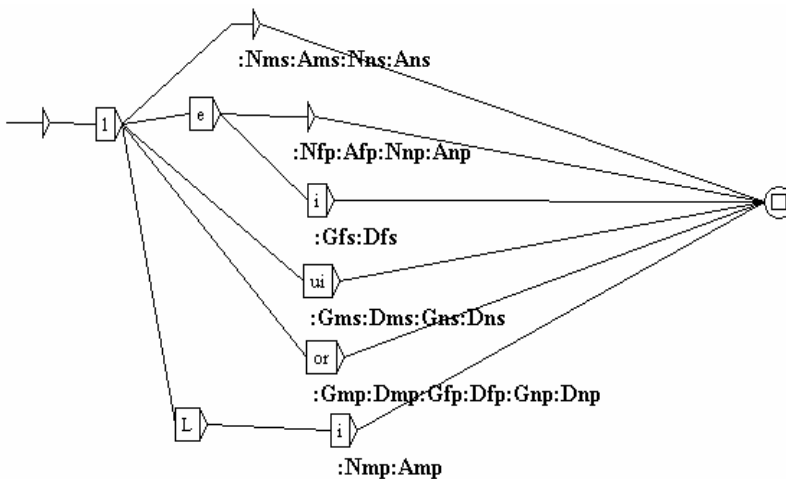 :Nms:Ams:Nns:Ans
l
e
:Nfp:Afp:Nnp:Anp
i
:Gfs:Dfs
ui
:Gms:Dms:Gns:Dns
or
:Gmp:Dmp:Gfp:Dfp:Gnp:Dnp
L
i
:Nmp:Amp